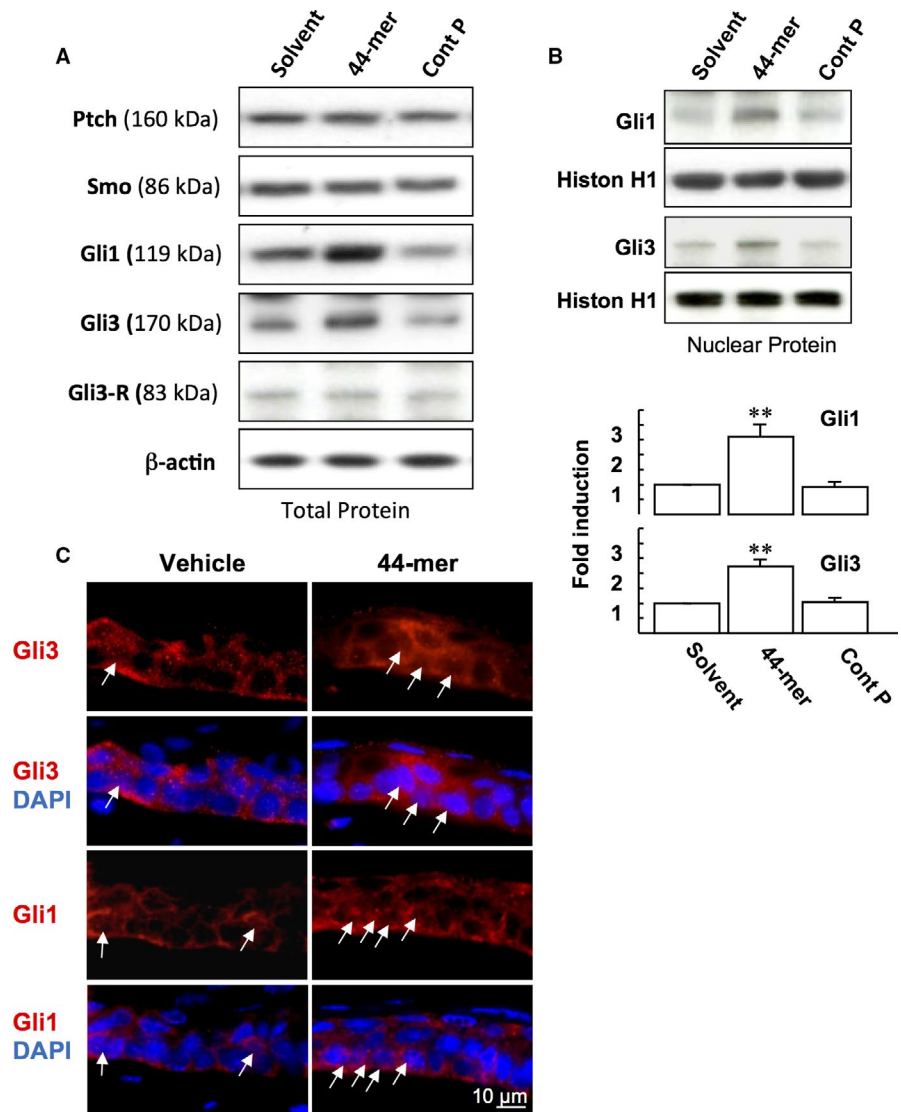 A
Solvent 44-mer Cont P
Ptch (160 kDa)
Smo (86 kDa)
Gli1 (119 kDa)
Gli3 (170 kDa)
Gli3-R (83 kDa)
β-actin
Total Protein
B
Solvent 44-mer Cont P
Gli1
Histon H1
Gli3
Histon H1
Nuclear Protein
Fold induction
3
2
1
**
Gli1
3
2
1
**
Gli3
Solvent 44-mer Cont P
C
Vehicle 44-mer
Gli3
Gli3
DAPI
Gli1
Gli1
DAPI
10 µm